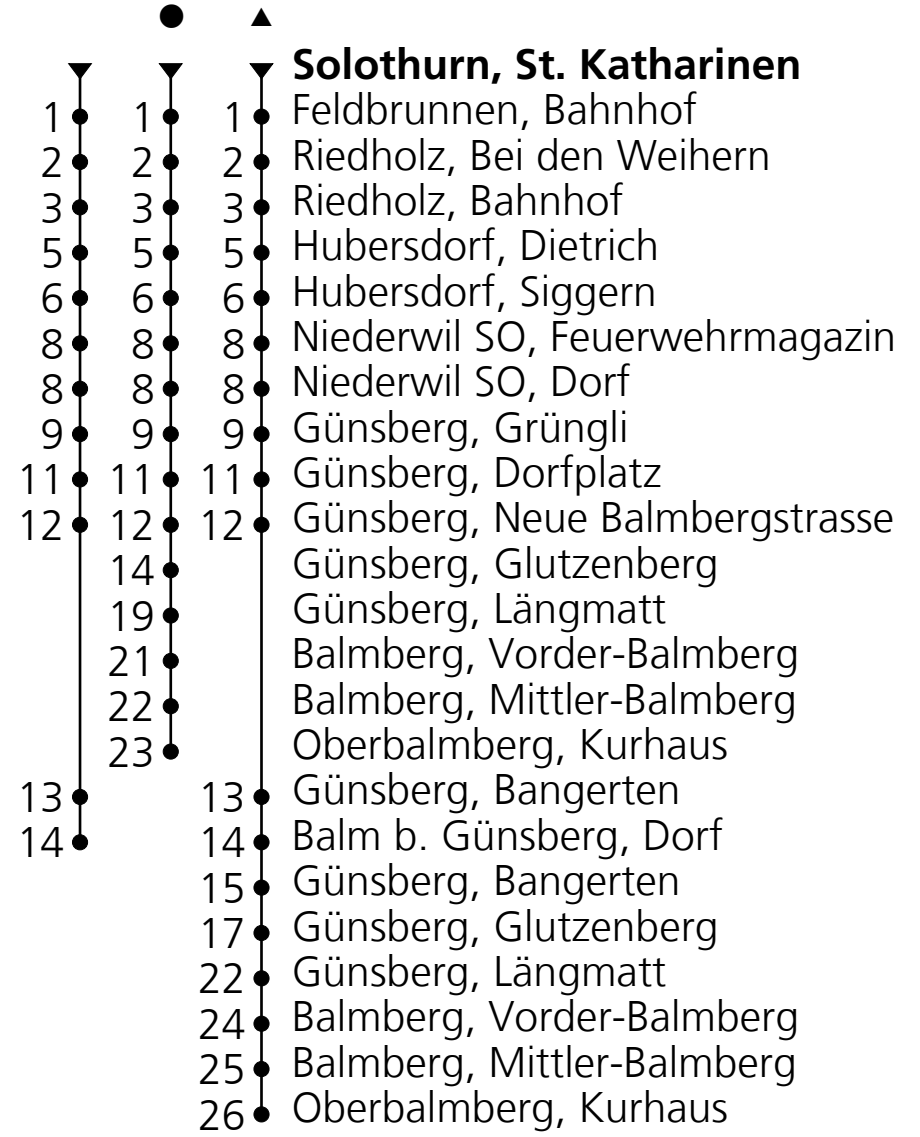 Solothurn, St. Katharinen
1 1 1 Feldbrunnen, Bahnhof
2 2 2 Riedholz, Bei den Weihern
3 3 3 Riedholz, Bahnhof
5 5 5 Hubersdorf, Dietrich
6 6 6 Hubersdorf, Siggern
8 8 8 Niederwil SO, Feuerwehrmagazin
8 8 8 Niederwil SO, Dorf
9 9 9 Günsberg, Grüngli
11 11 11 Günsberg, Dorfplatz
12 12 12 Günsberg, Neue Balmbergstrasse
14 Günsberg, Glutzenberg
19 Günsberg, Längmatt
21 Balmberg, Vorder-Balmberg
22 Balmberg, Mittler-Balmberg
23 Oberbalmberg, Kurhaus
13 13 Günsberg, Bangerten
14 14 Balm b. Günsberg, Dorf
15 Günsberg, Bangerten
17 Günsberg, Glutzenberg
22 Günsberg, Längmatt
24 Balmberg, Vorder-Balmberg
25 Balmberg, Mittler-Balmberg
26 Oberbalmberg, Kurhaus